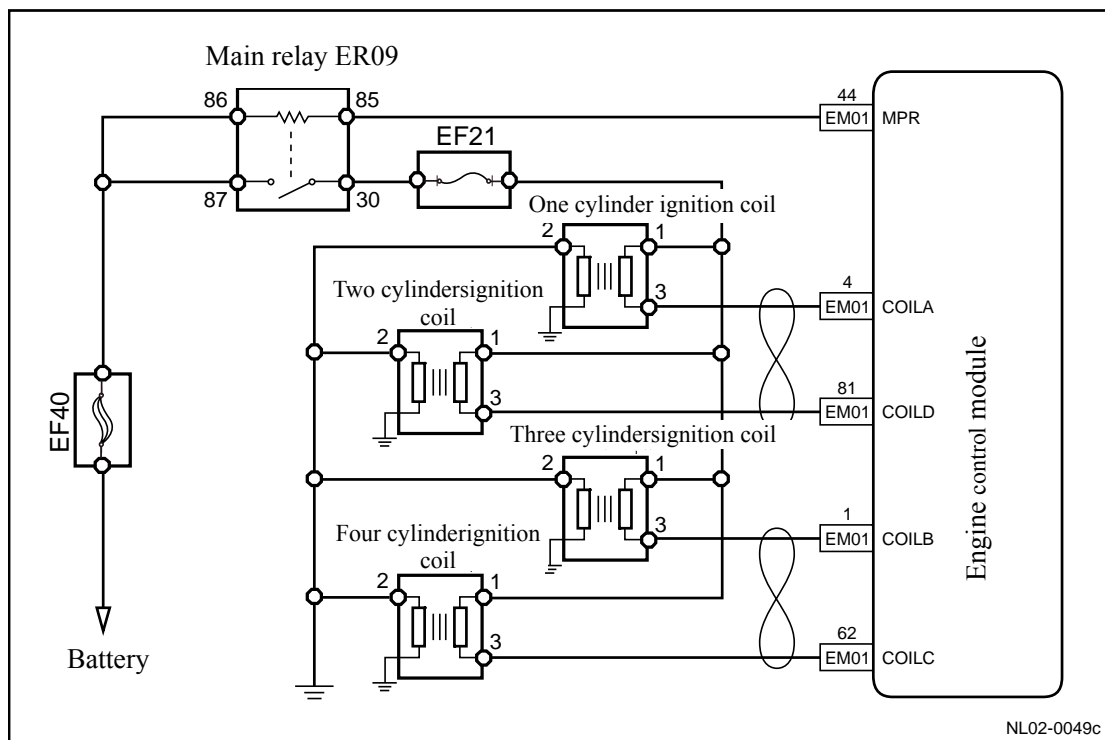 Main relay ER09
86
85
44
EM01
MPR
EF21
87
30
One cylinder ignition coil
2
1
3
4
EM01
COILA
Two cylindersignition
coil
2
1
3
81
EM01
COILD
EF40
Three cylindersignition coil
2
1
3
1
EM01
COILB
Engine control module
Four cylinderignition
coil
2
1
3
62
EM01
COILC
Battery
NL02-0049c